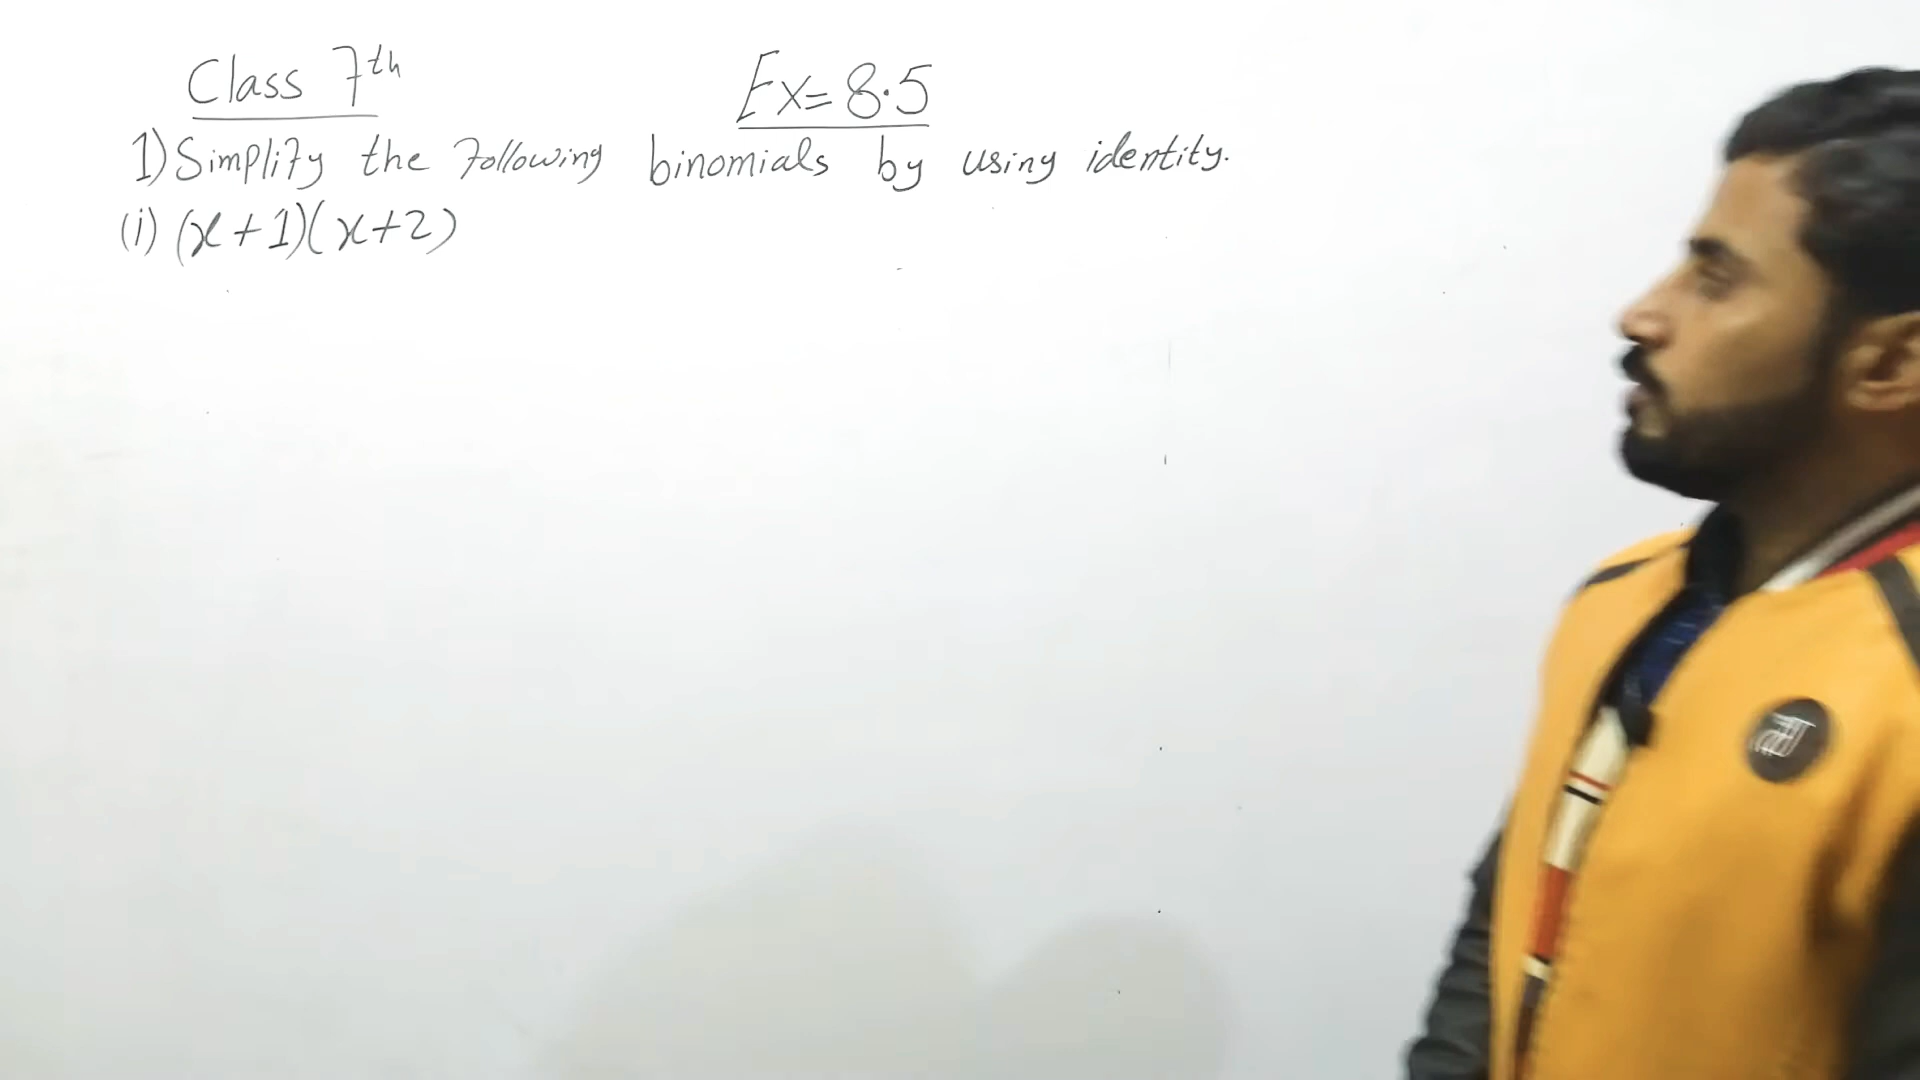 Class 7th
Ex= 8.5
1) Simplify the following binomials by using identity.
(i) (x+1)(x+2)